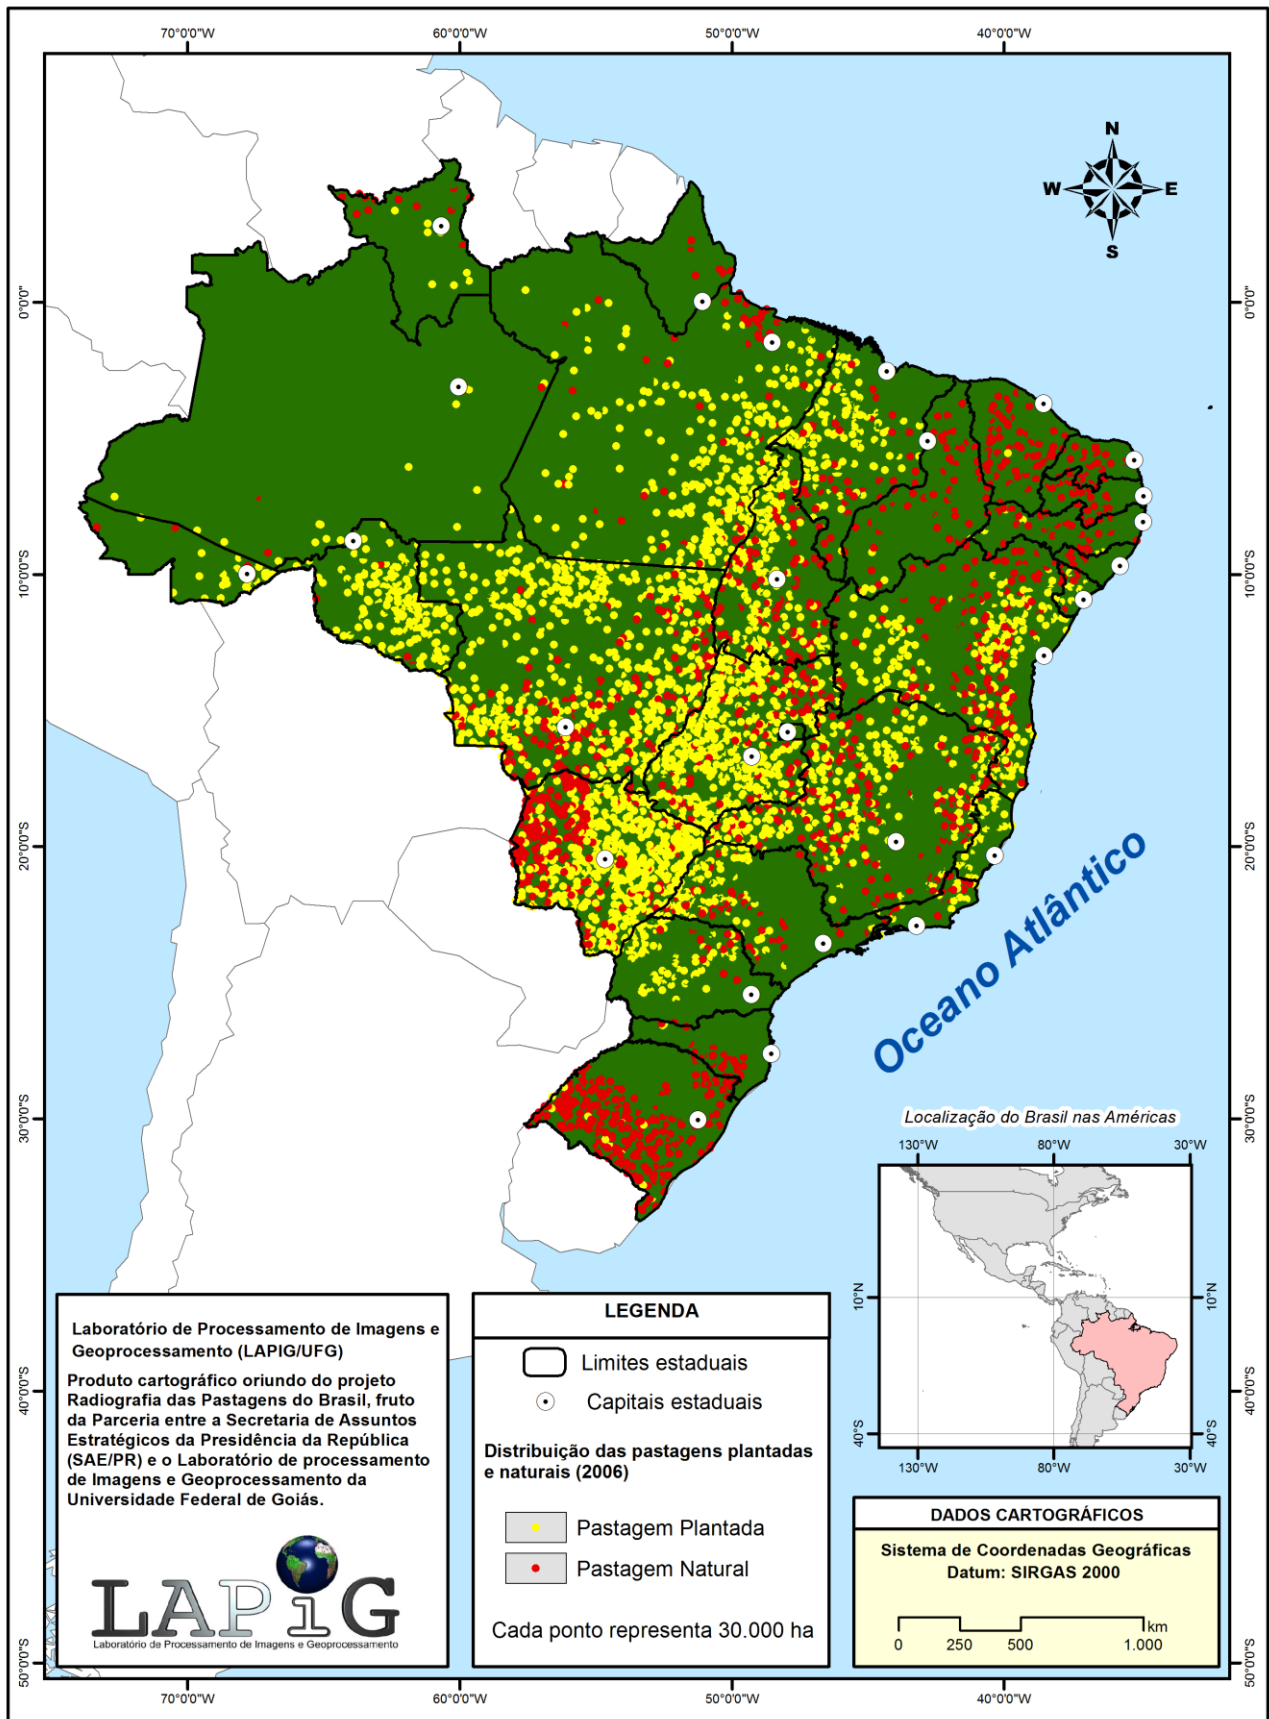 70°0'0"W 60°0'0"W 50°0'0"W 40°0'0"W
N
W E
S
0°0'0" 0°0'0"
10°0'0"S 10°0'0"S
20°0'0"S 20°0'0"S
Oceano Atlântico
30°0'0"S 30°0'0"S
Localização do Brasil nas Américas
130°W 80°W 30°W
10°N 10°N
40°S 40°S
130°W 80°W 30°W
40°0'0"S 40°0'0"S
Laboratório de Processamento de Imagens e
Geoprocessamento (LAPIG/UFG)
Produto cartográfico oriundo do projeto
Radiografia das Pastagens do Brasil, fruto
da Parceria entre a Secretaria de Assuntos
Estratégicos da Presidência da República
(SAE/PR) e o Laboratório de processamento
de Imagens e Geoprocessamento da
Universidade Federal de Goiás.
LAPiG
Laboratório de Processamento de Imagens e Geoprocessamento
LEGENDA
Limites estaduais
Capitais estaduais
Distribuição das pastagens plantadas
e naturais (2006)
Pastagem Plantada
Pastagem Natural
Cada ponto representa 30.000 ha
DADOS CARTOGRÁFICOS
Sistema de Coordenadas Geográficas
Datum: SIRGAS 2000
km
0 250 500 1.000
50°0'0"S 50°0'0"S
70°0'0"W 60°0'0"W 50°0'0"W 40°0'0"W